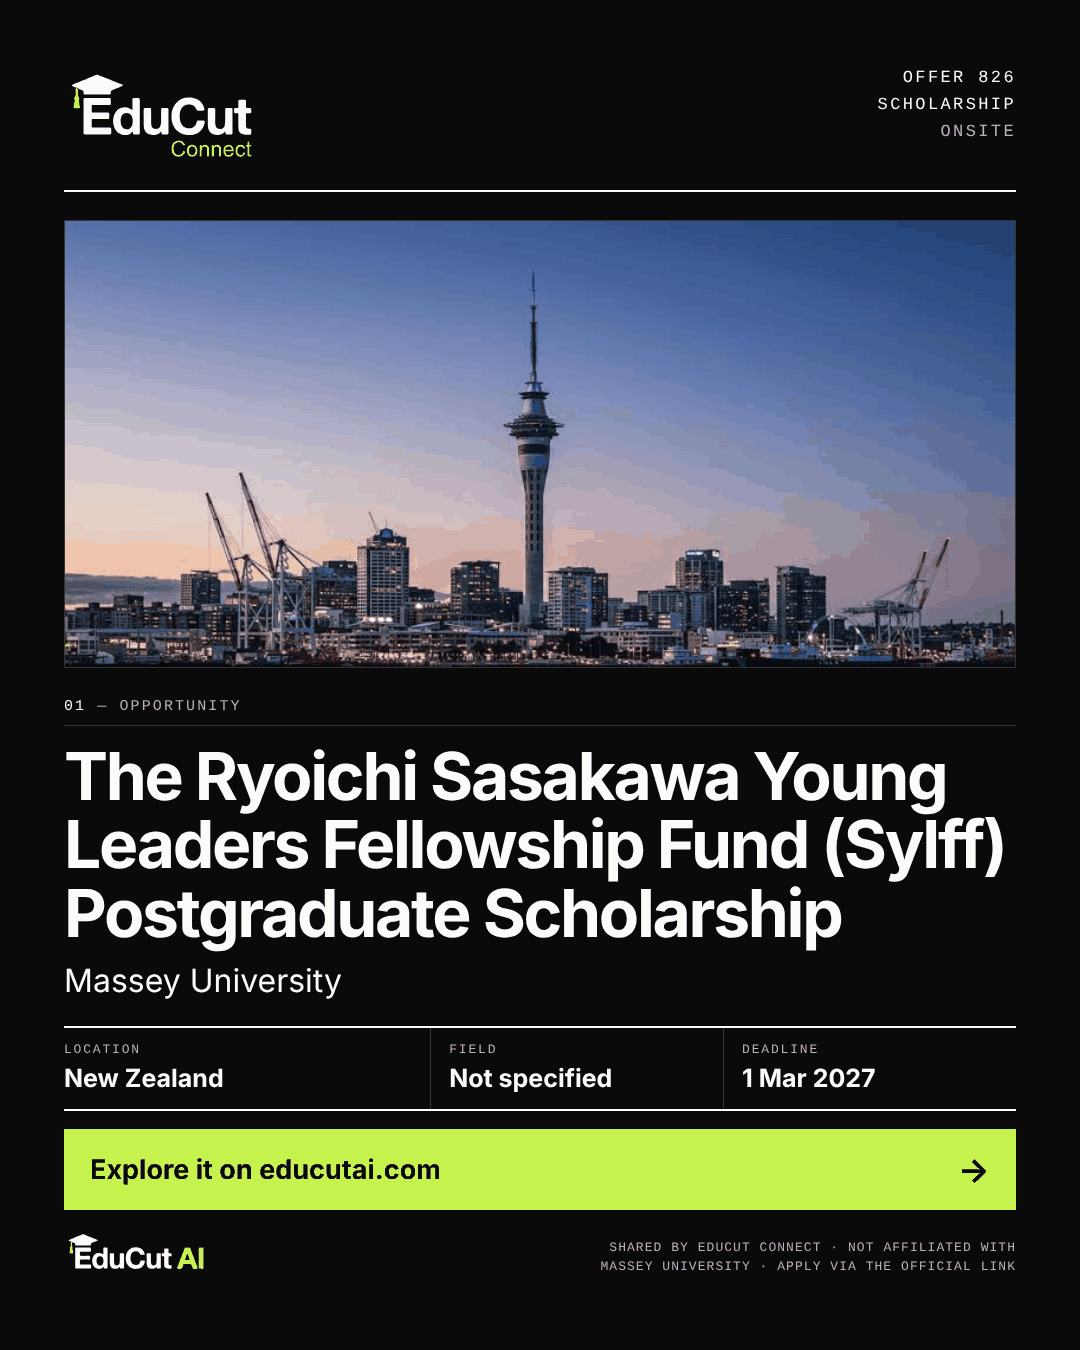 EduCut
Connect
OFFER 826
SCHOLARSHIP
ONSITE
01 — OPPORTUNITY
The Ryoichi Sasakawa Young
Leaders Fellowship Fund (Sylff)
Postgraduate Scholarship
Massey University
LOCATION
New Zealand
FIELD
Not specified
DEADLINE
1 Mar 2027
Explore it on educutai.com →
EduCut AI
SHARED BY EDUCUT CONNECT · NOT AFFILIATED WITH
MASSEY UNIVERSITY · APPLY VIA THE OFFICIAL LINK